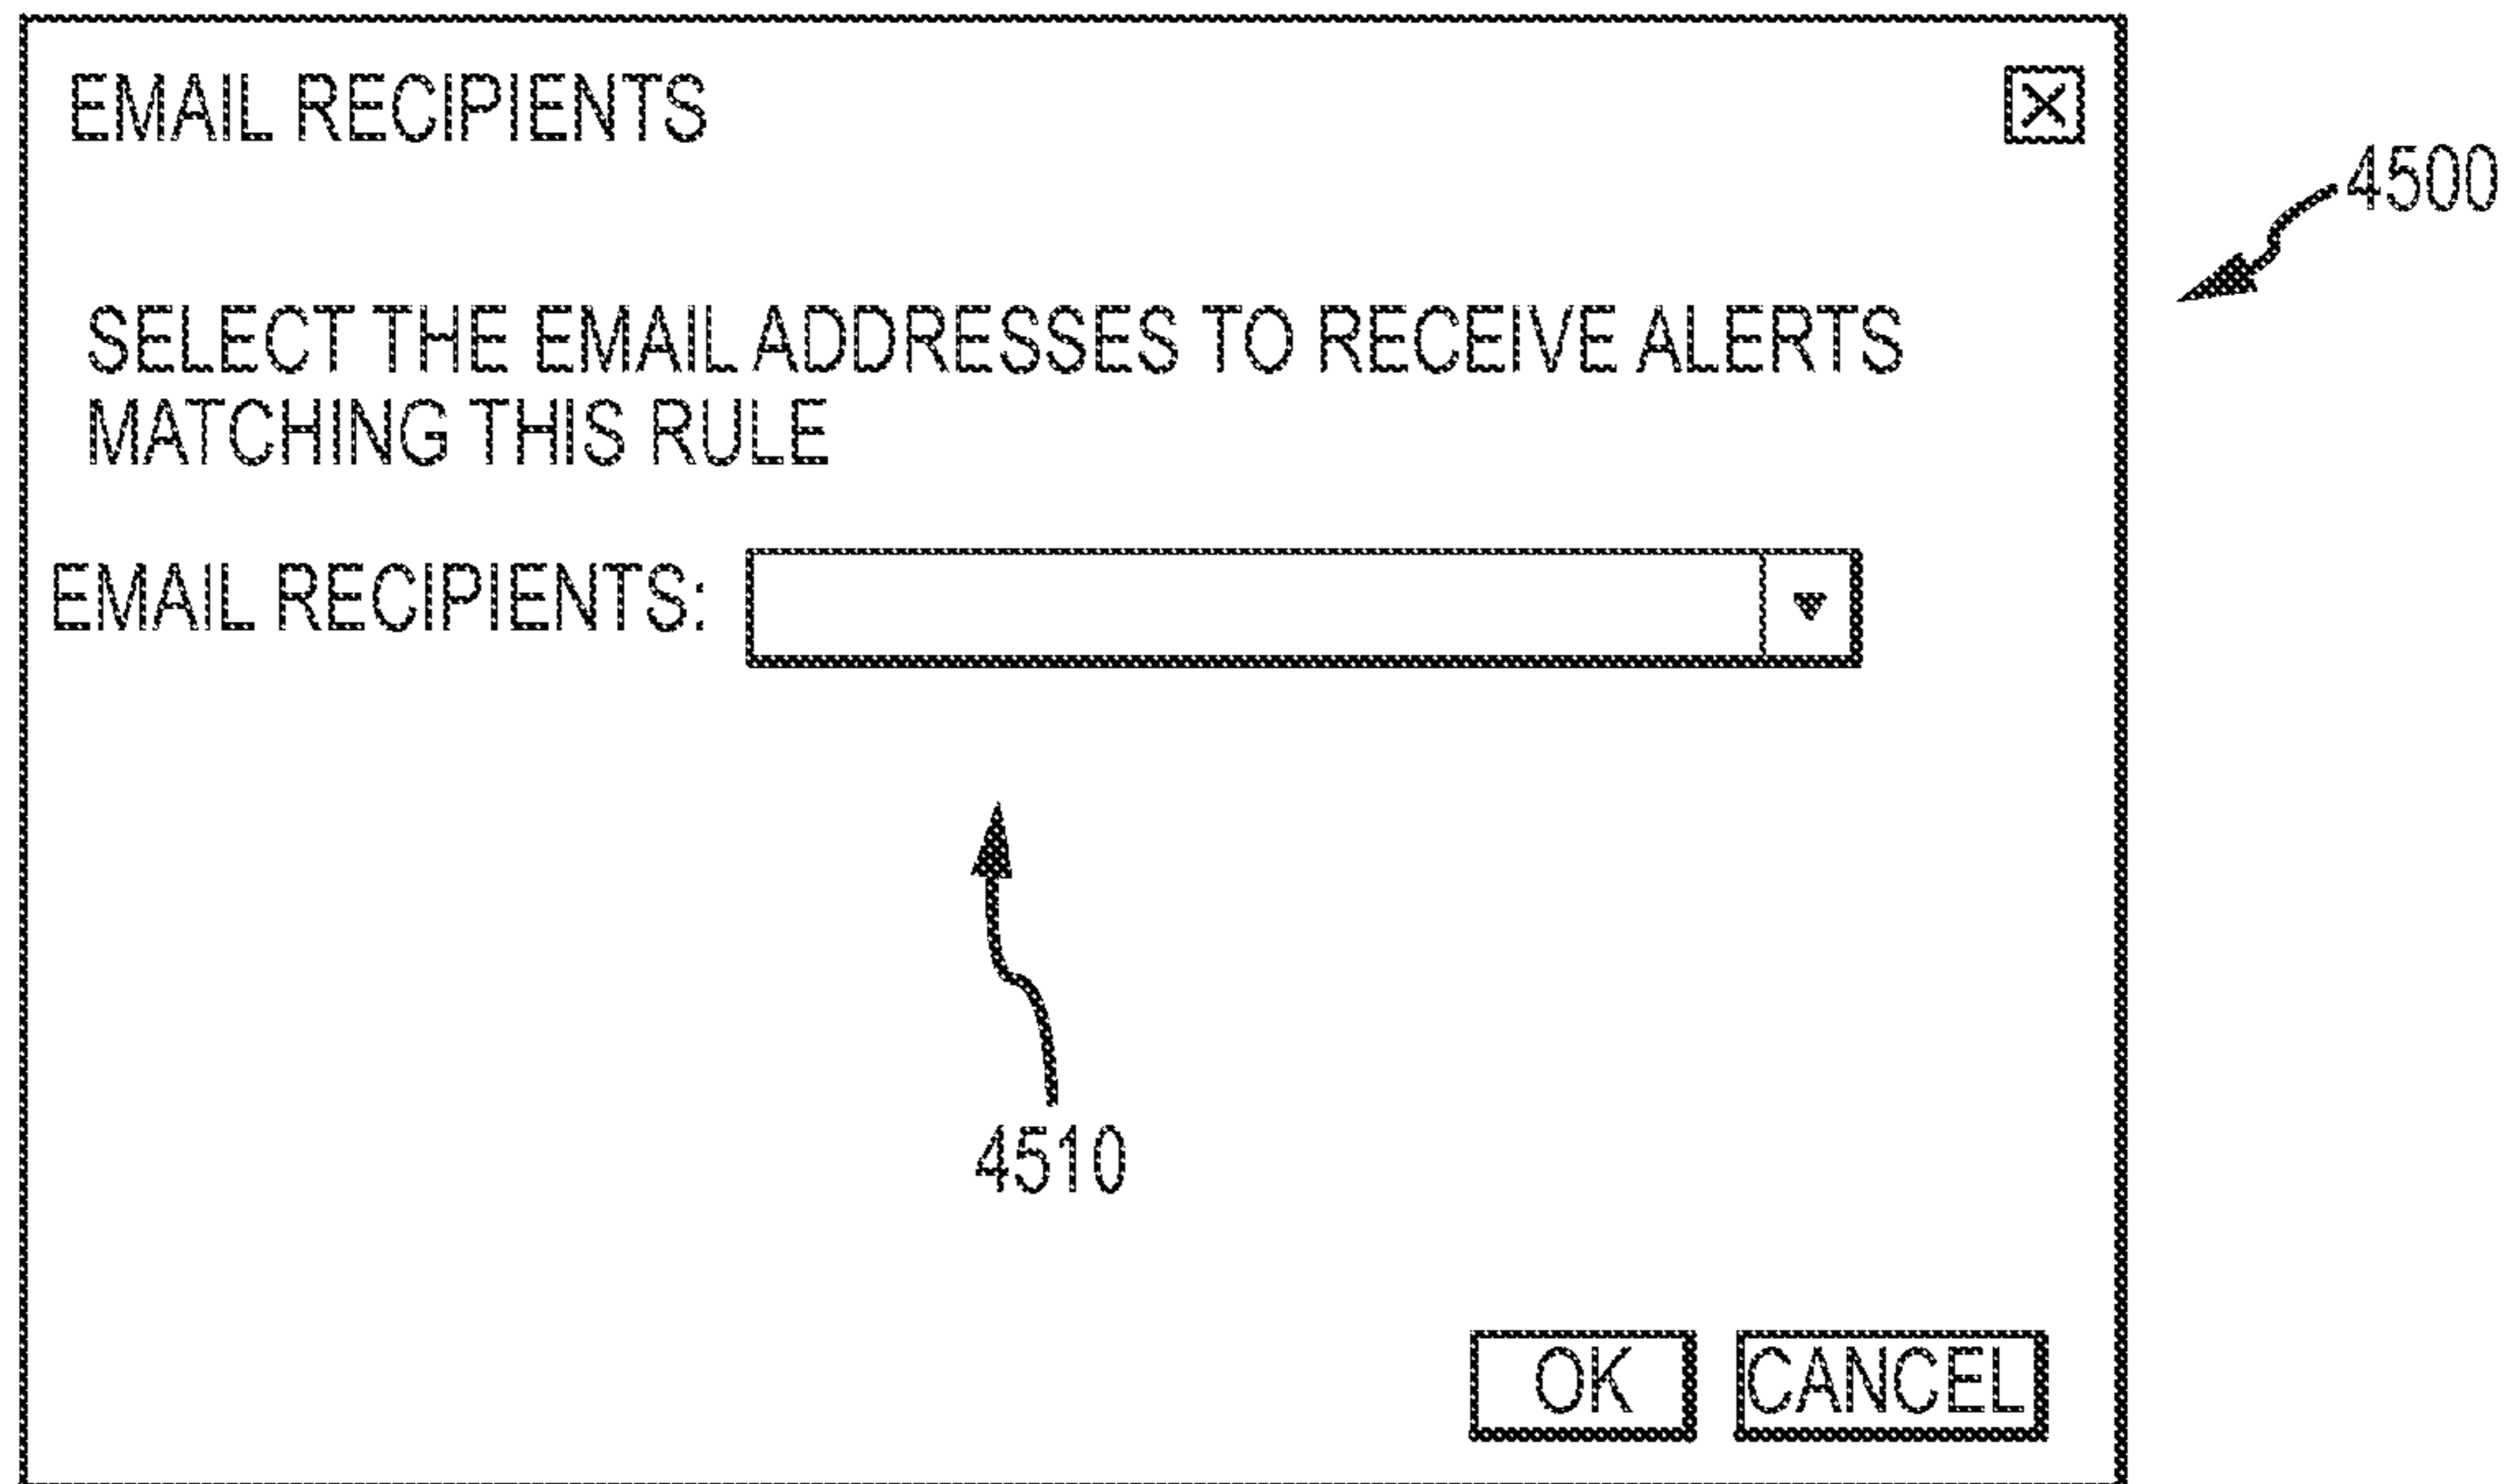 EMAIL RECIPIENTS
4500
SELECT THE EMAIL ADDRESSES TO RECEIVE ALERTS
MATCHING THIS RULE
EMAIL RECIPIENTS:
4510
OK
CANCEL